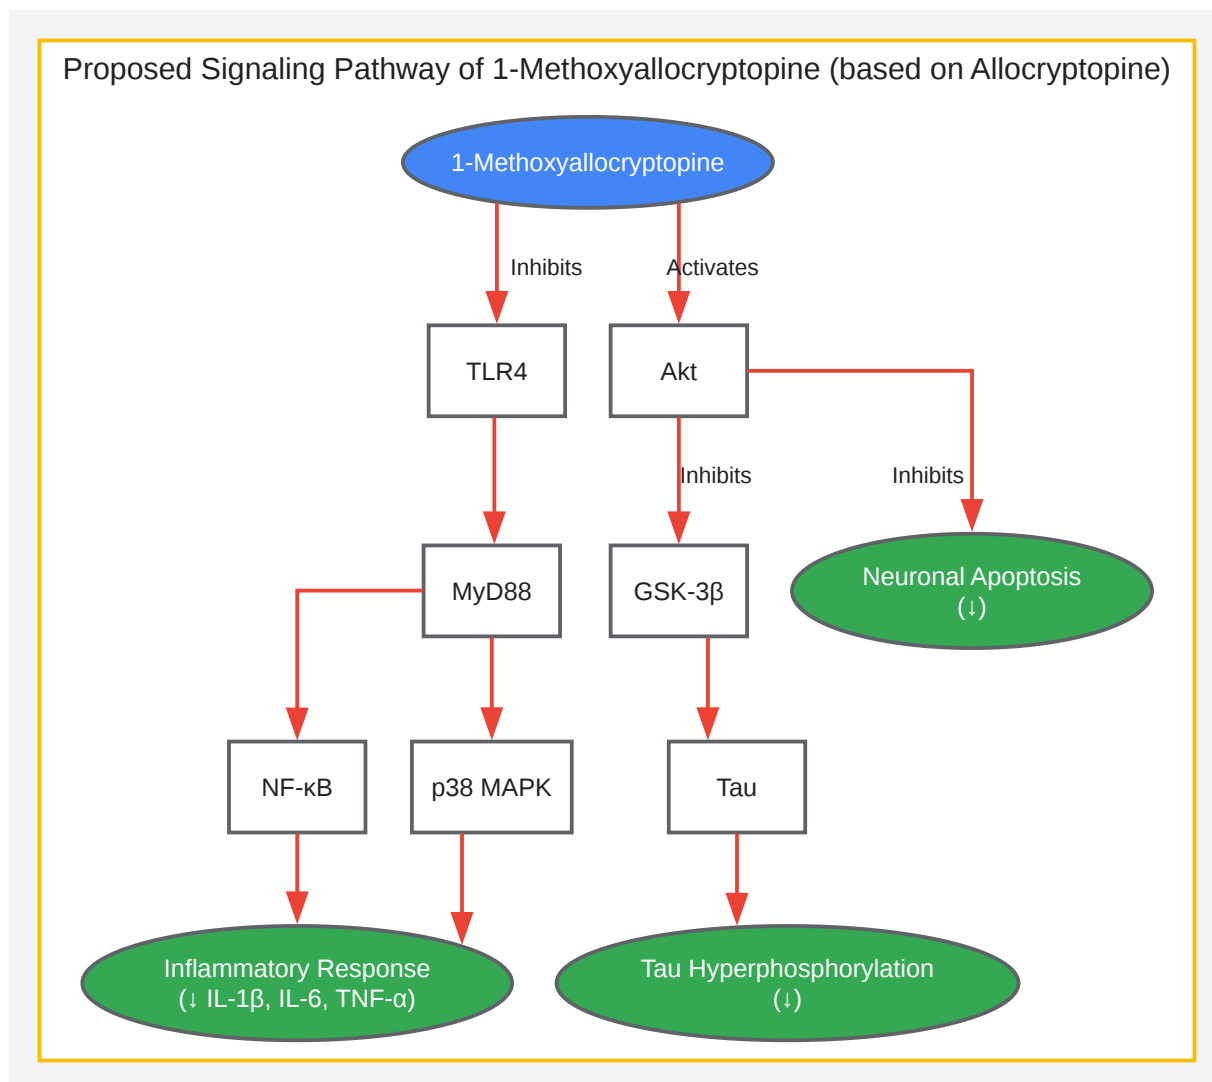 Proposed Signaling Pathway of 1-Methoxyallocryptopine (based on Allocryptopine)
1-Methoxyallocryptopine
Inhibits
Activates
TLR4
Akt
Inhibits
Inhibits
MyD88
GSK-3β
Neuronal Apoptosis
(↓)
NF-κB
p38 MAPK
Tau
Inflammatory Response
(↓ IL-1β, IL-6, TNF-α)
Tau Hyperphosphorylation
(↓)